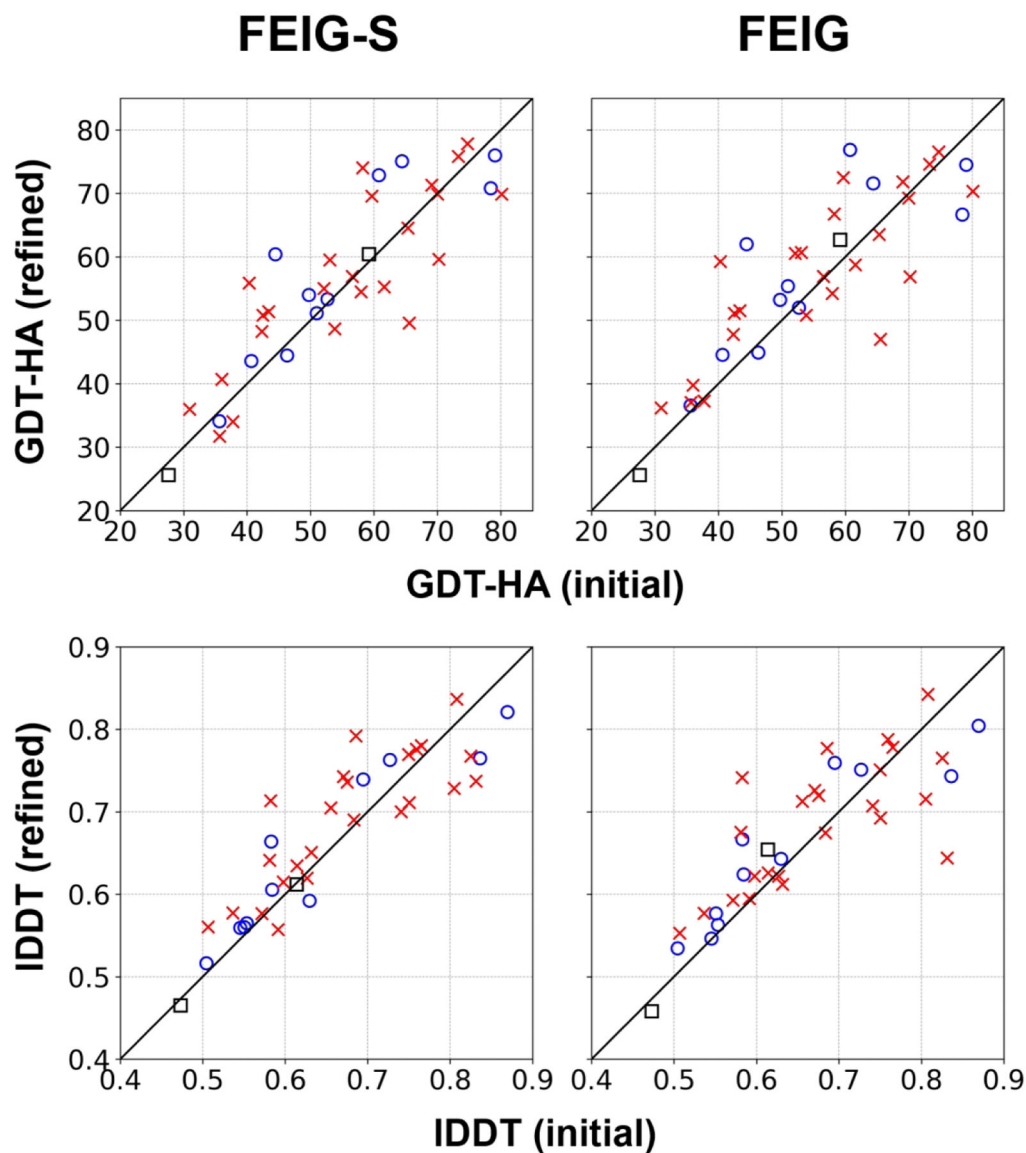 FEIG-S FEIG
GDT-HA (refined)
80
70
60
50
40
30
20
20 30 40 50 60 70 80 20 30 40 50 60 70 80
GDT-HA (initial)
lDDT (refined)
0.9
0.8
0.7
0.6
0.5
0.4
0.4 0.5 0.6 0.7 0.8 0.9 0.4 0.5 0.6 0.7 0.8 0.9
lDDT (initial)